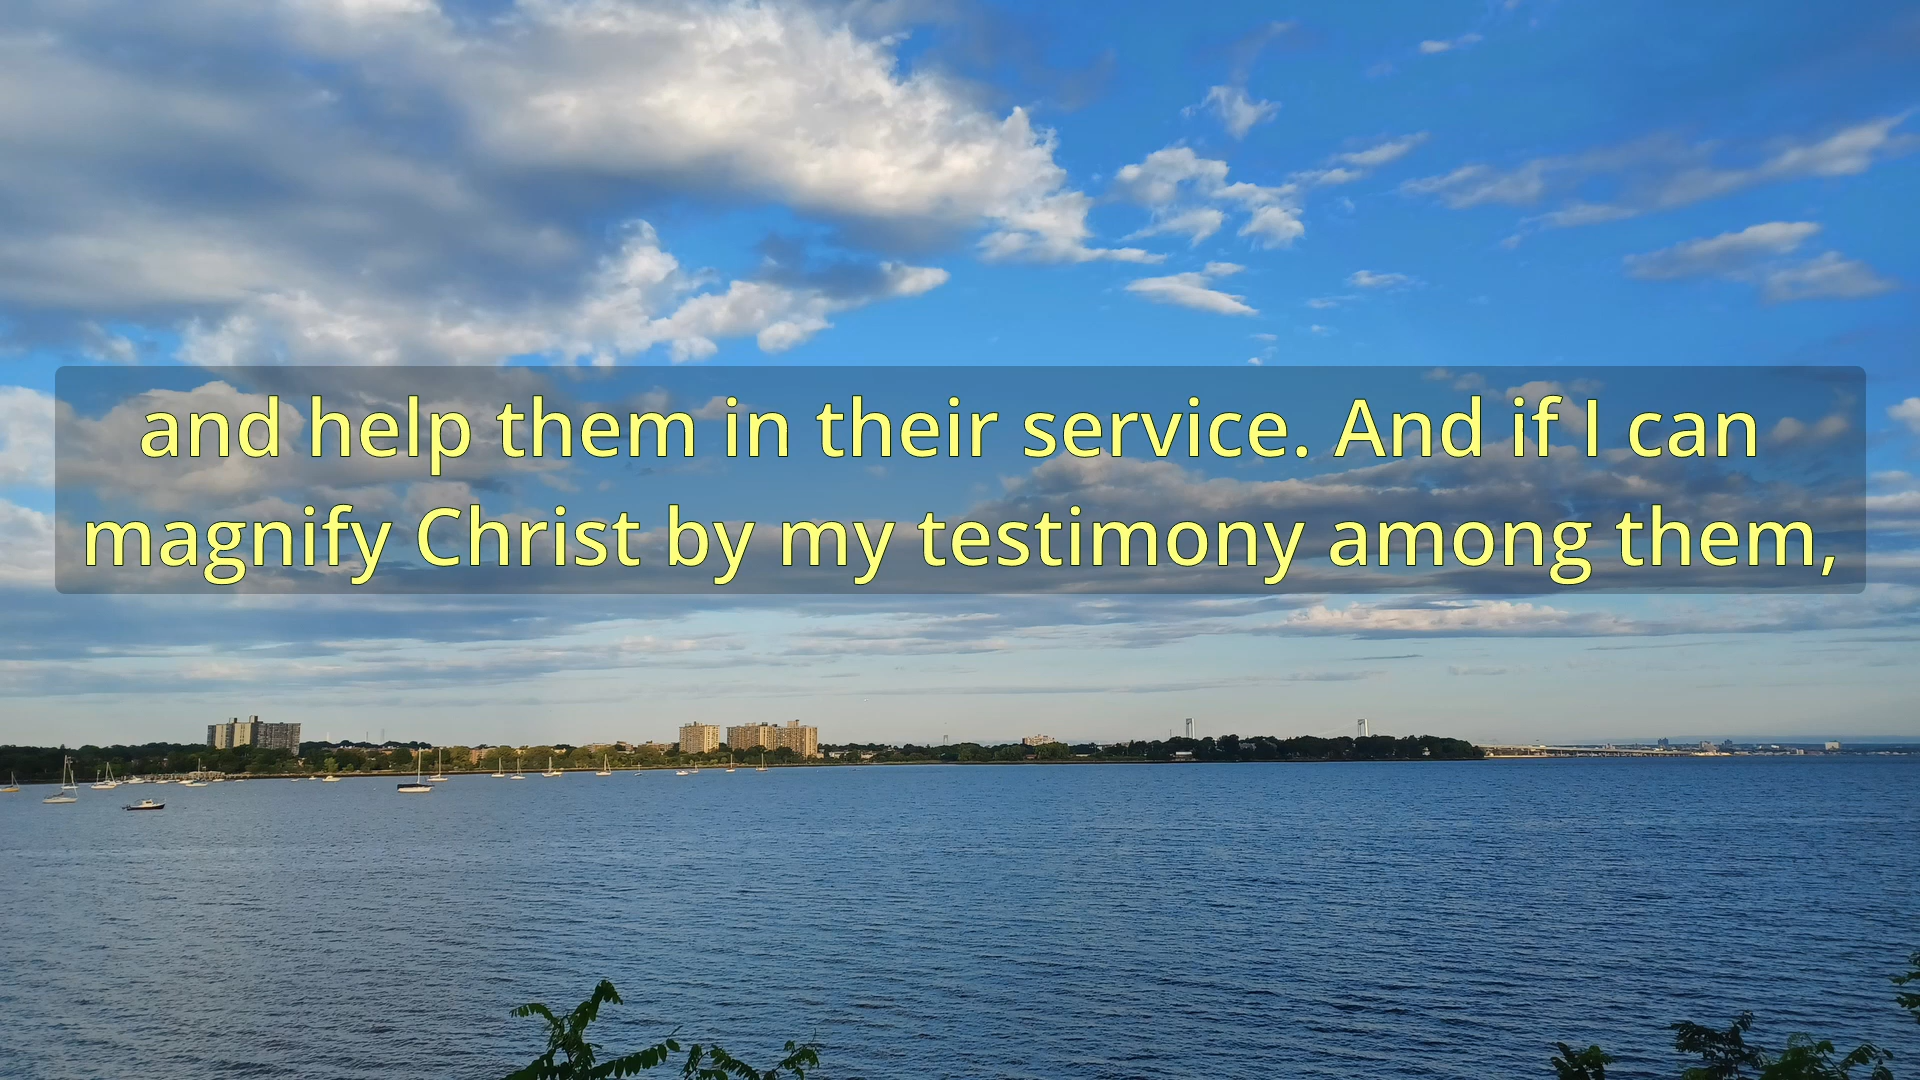 and help them in their service. And if I can
magnify Christ by my testimony among them,